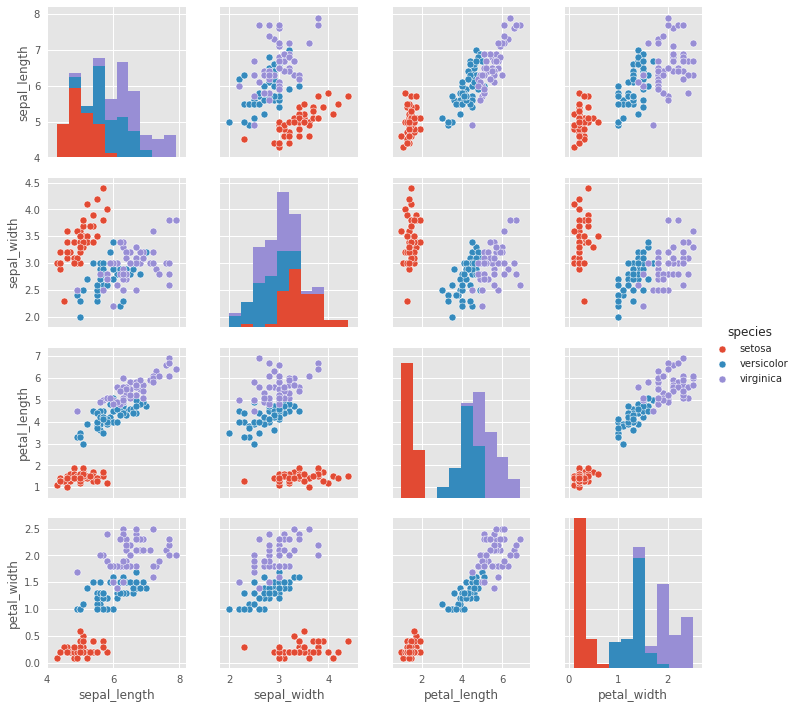 sepal_length
8
7
6
5
4
sepal_width
4.5
4.0
3.5
3.0
2.5
2.0
petal_length
7
6
5
4
3
2
1
petal_width
2.5
2.0
1.5
1.0
0.5
0.0
4 6 8
sepal_length
2 3 4
sepal_width
2 4 6
petal_length
0 1 2
petal_width
species
setosa
versicolor
virginica